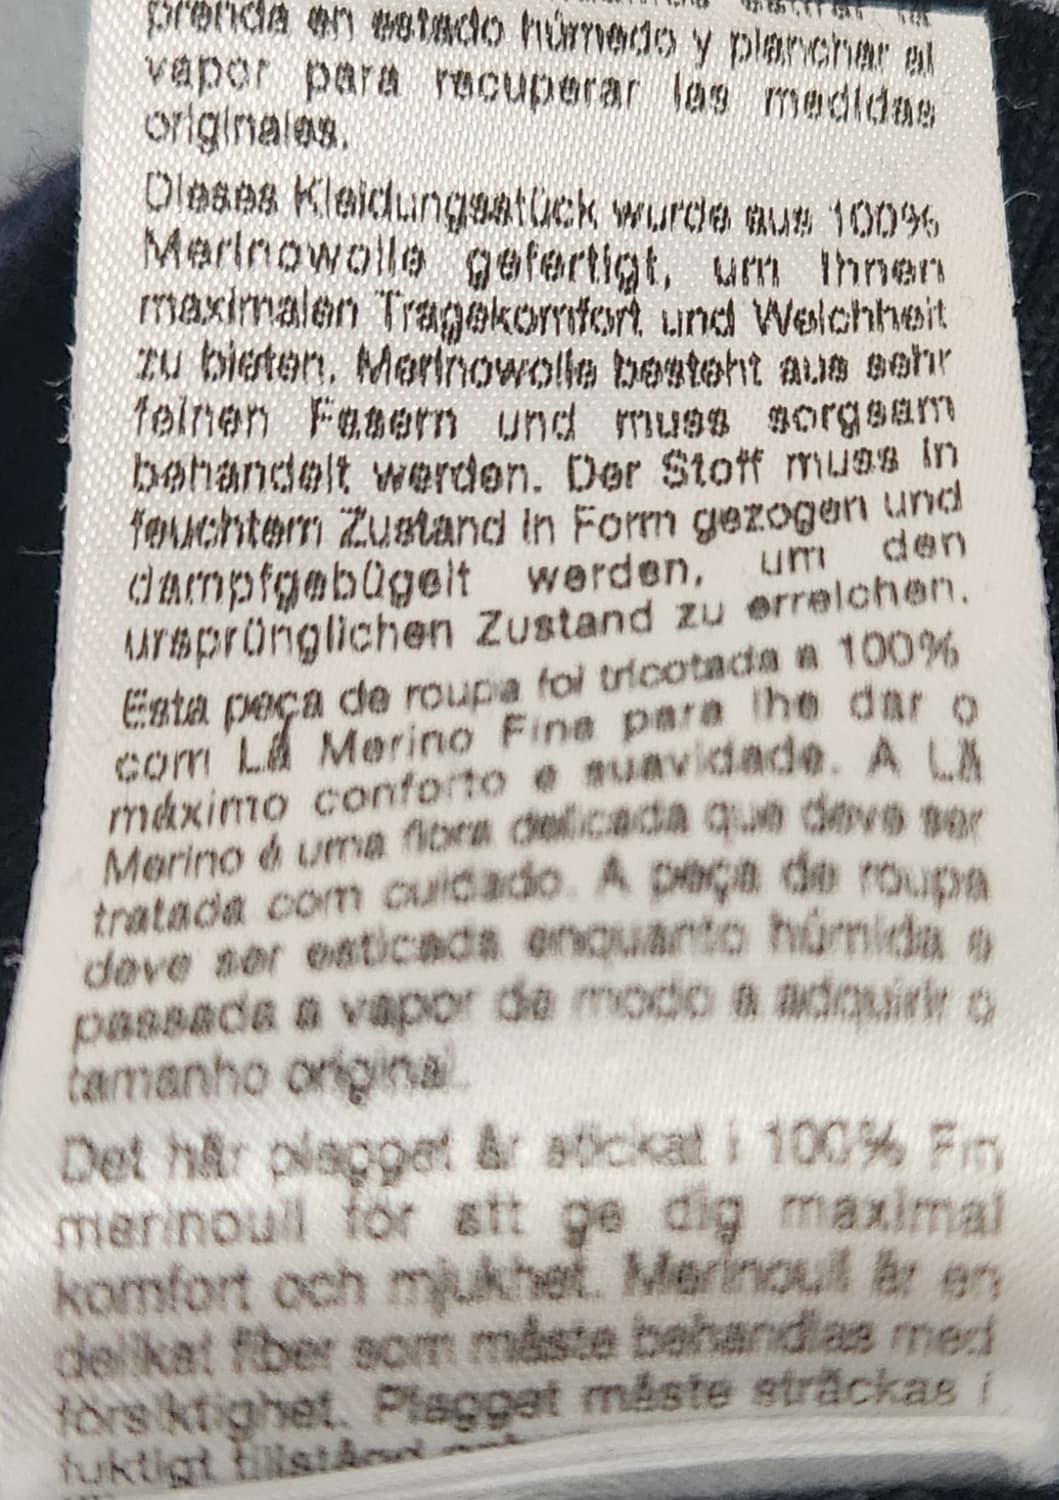 prenda en estado húmedo y planchar al
vapor para recuperar las medidas
originales.
Dieses Kleidungsstück wurde aus 100%
Merinowolle gefertigt, um Ihnen
maximalen Tragekomfort und Weichheit
zu bieten. Merinowolle besteht aus sehr
feinen Fasern und muss sorgsam
behandelt werden. Der Stoff muss in
feuchtem Zustand in Form gezogen und
dampfgebügelt werden, um den
ursprünglichen Zustand zu erreichen.
Esta peça de roupa foi tricotada a 100%
com Lã Merino Fine para lhe dar o
máximo conforto e suavidade. A Lã
Merino é uma fibra delicada que deve ser
tratada com cuidado. A peça de roupa
deve ser esticada enquanto húmida e
passada a vapor de modo a adquirir o
tamanho original.
Det här plagget är stickat i 100% Fin
merinoull för att ge dig maximal
komfort och mjukhet. Merinoull är en
delikat fiber som måste behandlas med
försiktighet. Plagget måste sträckas i
fuktigt tillstånd